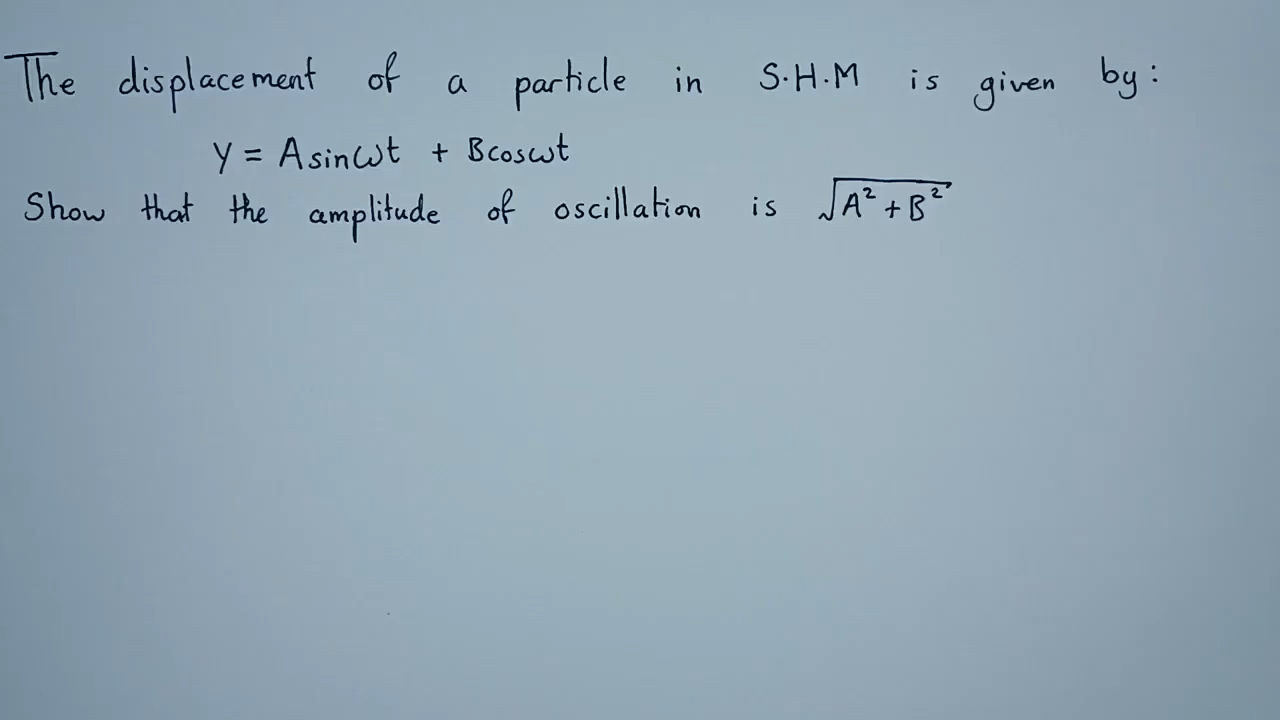 The displacement of a particle in S.H.M is given by:
y = Asinωt + Bcosωt
Show that the amplitude of oscillation is √(A² + B²)